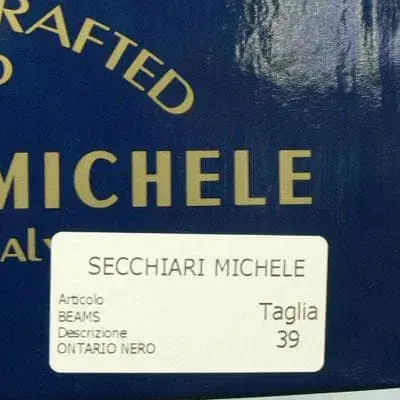 RAFTED
MICHELE
aly
SECCHIARI MICHELE
Articolo
BEAMS
Taglia
Descrizione
39
ONTARIO NERO